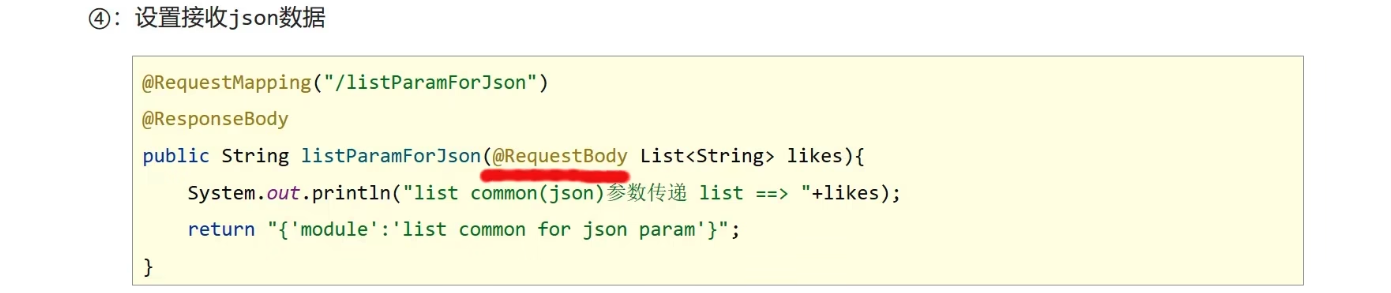 ④：设置接收json数据
@RequestMapping("/listParamForJson")
@ResponseBody
public String listParamForJson(@RequestBody List<String> likes){
    System.out.println("list common(json)参数传递 list ==> "+likes);
    return "{'module':'list common for json param'}";
}